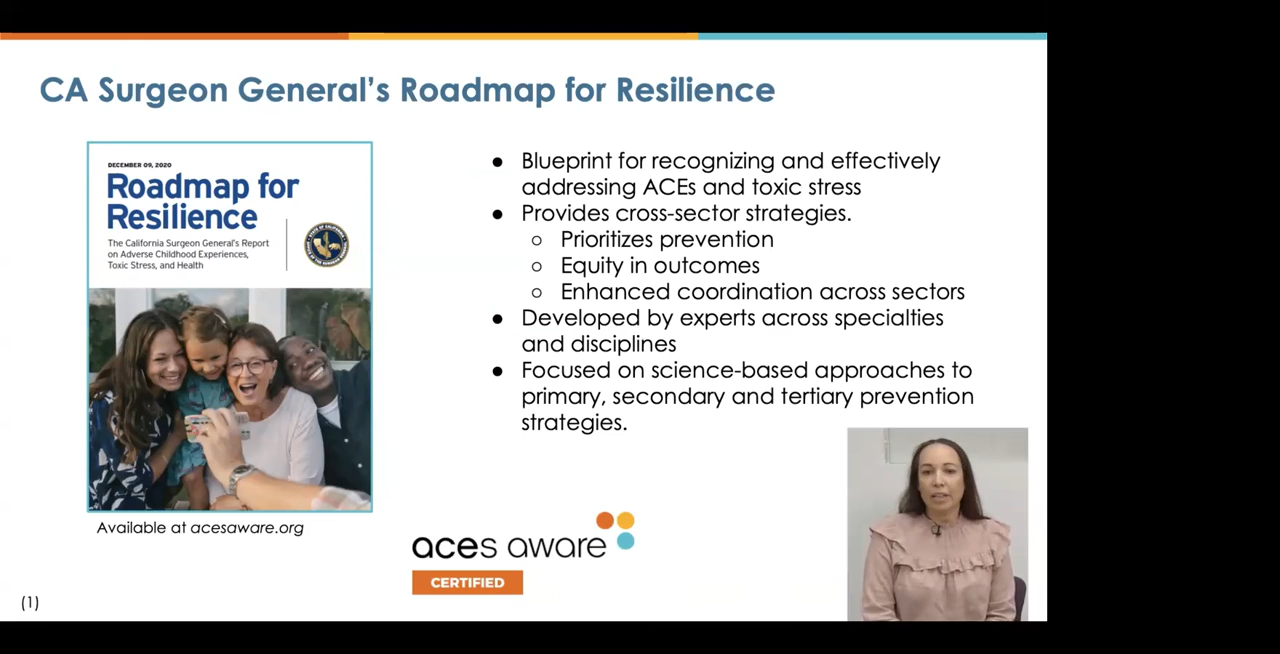 CA Surgeon General's Roadmap for Resilience
DECEMBER 09, 2020
Roadmap for
Resilience
The California Surgeon General's Report
on Adverse Childhood Experiences,
Toxic Stress, and Health
Available at acesaware.org
● Blueprint for recognizing and effectively
addressing ACEs and toxic stress
● Provides cross-sector strategies.
○ Prioritizes prevention
○ Equity in outcomes
○ Enhanced coordination across sectors
● Developed by experts across specialties
and disciplines
● Focused on science-based approaches to
primary, secondary and tertiary prevention
strategies.
aces aware
CERTIFIED
(1)